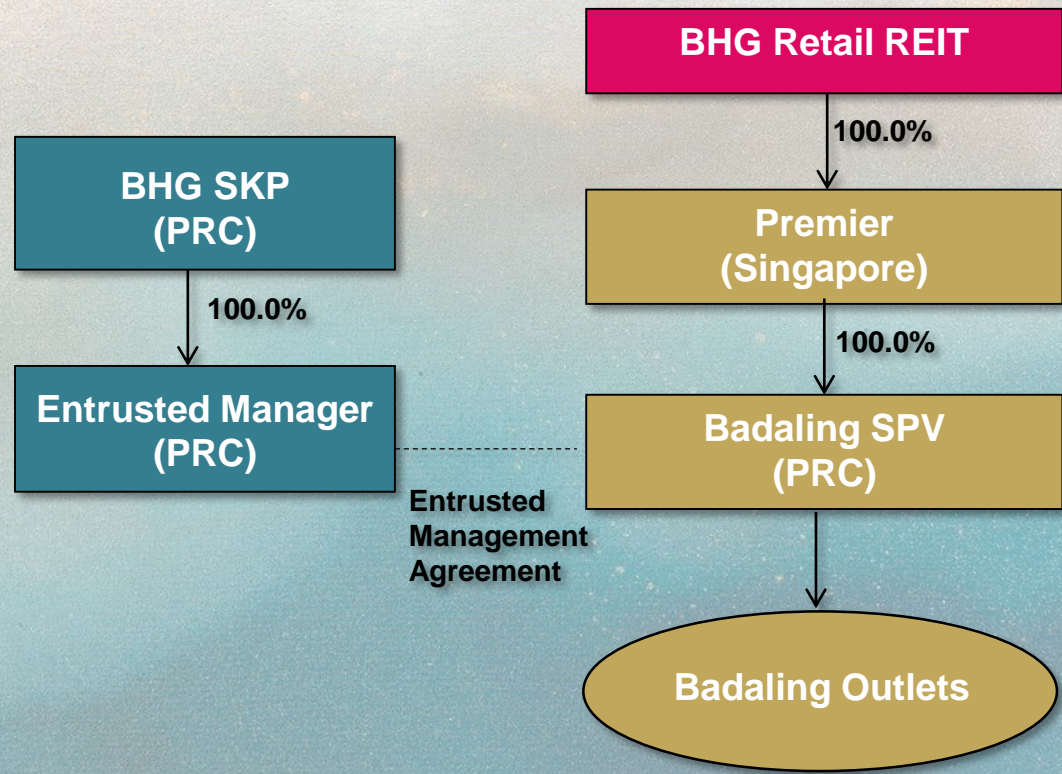 BHG Retail REIT
100.0%
BHG SKP
(PRC)
Premier
(Singapore)
100.0%
100.0%
Entrusted Manager
(PRC)
Badaling SPV
(PRC)
Entrusted
Management
Agreement
Badaling Outlets